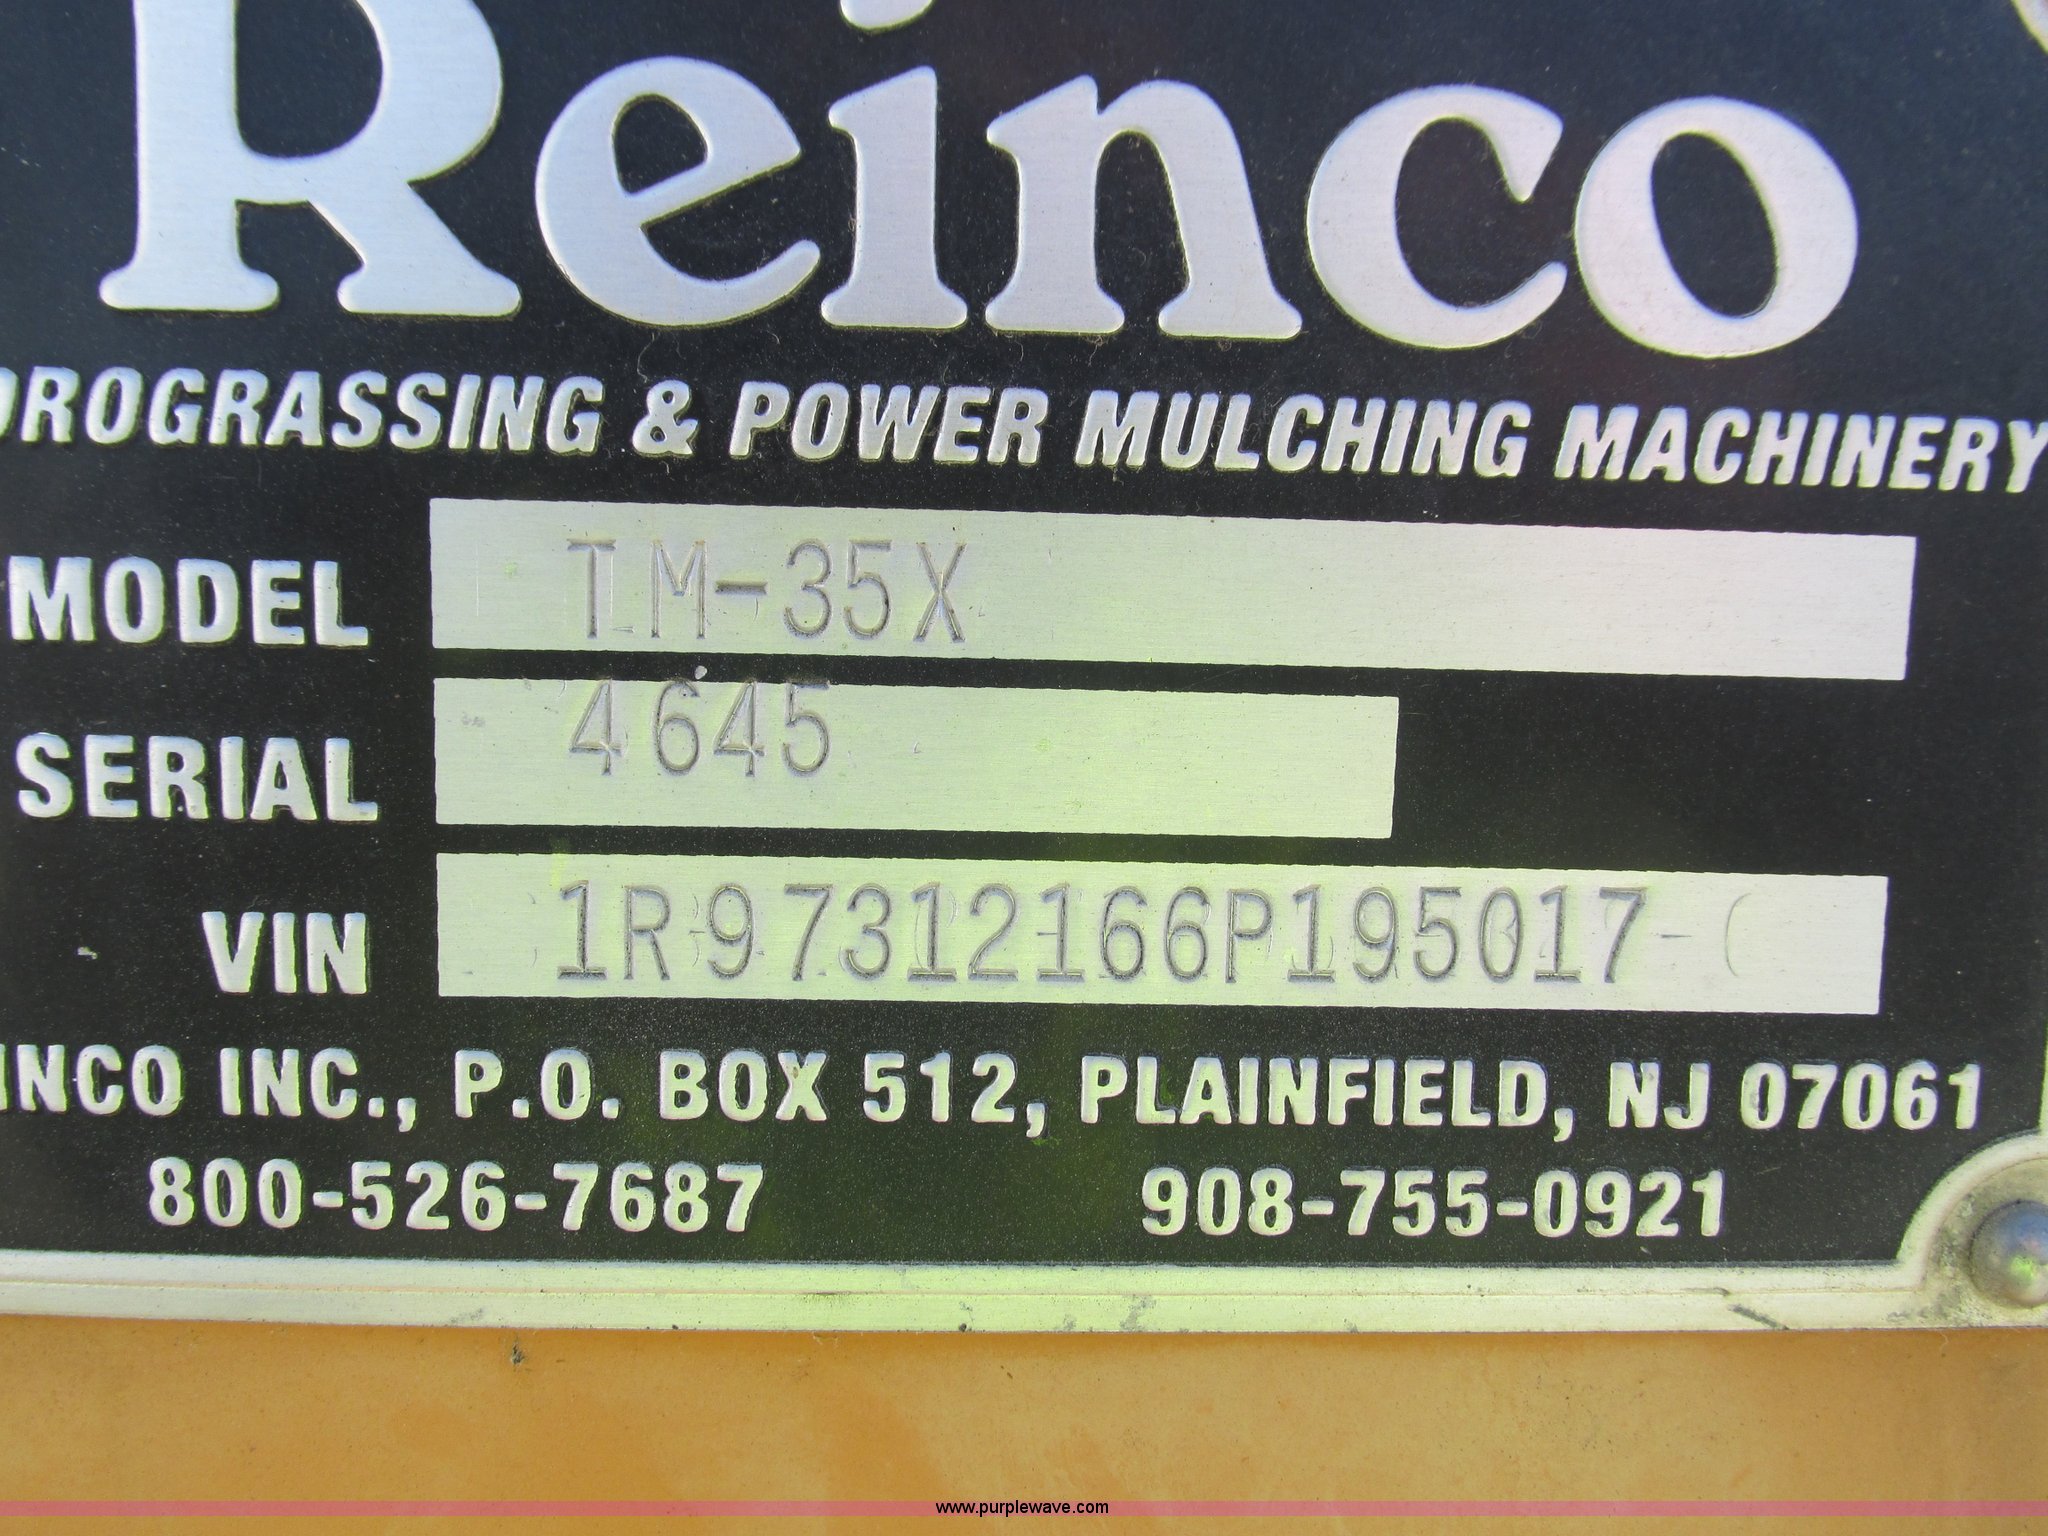 Reinco
DROGRASSING & POWER MULCHING MACHINERY
MODEL TM-35X
SERIAL 4645
VIN 1R97312166P195017
INCO INC., P.O. BOX 512, PLAINFIELD, NJ 07061
800-526-7687 908-755-0921
www.purplewave.com